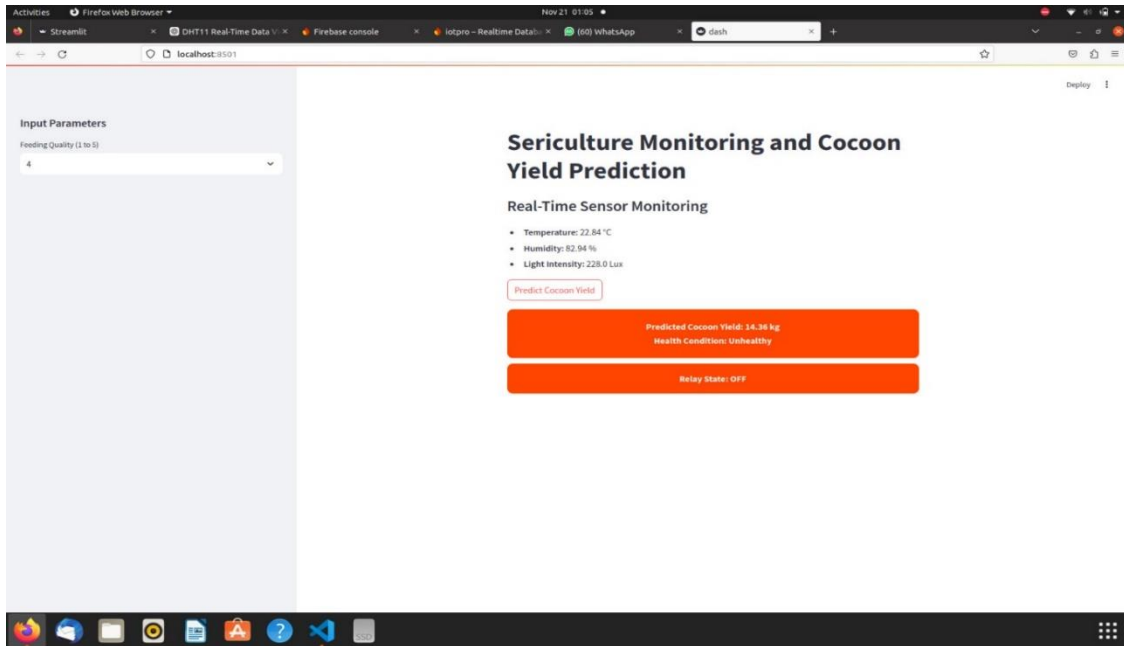 Activities Firefox Web Browser Nov 21 01:05
Streamlit DHT11 Real-Time Data V Firebase console iotpro – Realtime Databa (60) WhatsApp dash
localhost:8501
Deploy
Input Parameters
Feeding Quality (1 to 5)
4
Sericulture Monitoring and Cocoon
Yield Prediction
Real-Time Sensor Monitoring
Temperature: 22.84 °C
Humidity: 82.94 %
Light Intensity: 228.0 Lux
Predict Cocoon Yield
Predicted Cocoon Yield: 14.36 kg
Health Condition: Unhealthy
Relay State: OFF
SSD